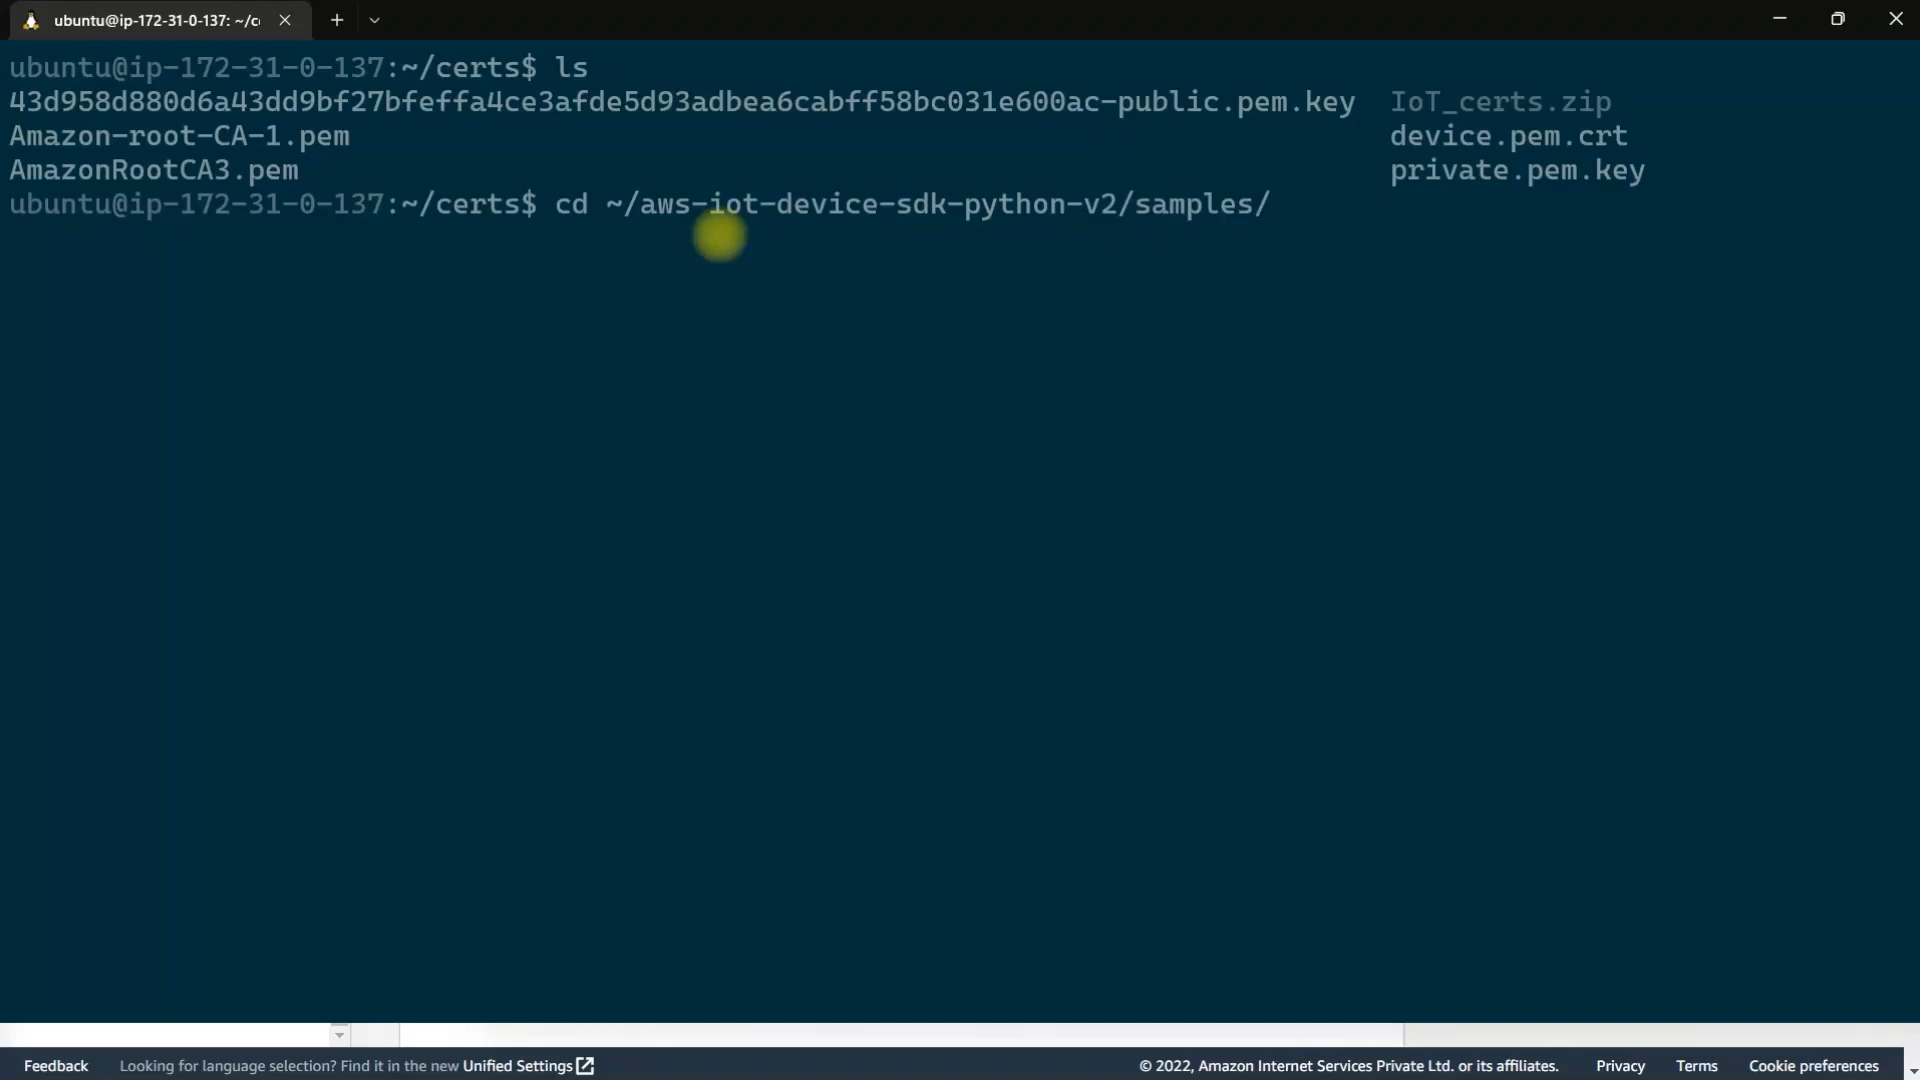 ubuntu@ip-172-31-0-137: ~/c
ubuntu@ip-172-31-0-137:~/certs$ ls
43d958d880d6a43dd9bf27bfeffa4ce3afde5d93adbea6cabff58bc031e600ac-public.pem.key IoT_certs.zip
Amazon-root-CA-1.pem device.pem.crt
AmazonRootCA3.pem private.pem.key
ubuntu@ip-172-31-0-137:~/certs$ cd ~/aws-iot-device-sdk-python-v2/samples/
Feedback Looking for language selection? Find it in the new Unified Settings © 2022, Amazon Internet Services Private Ltd. or its affiliates. Privacy Terms Cookie preferences